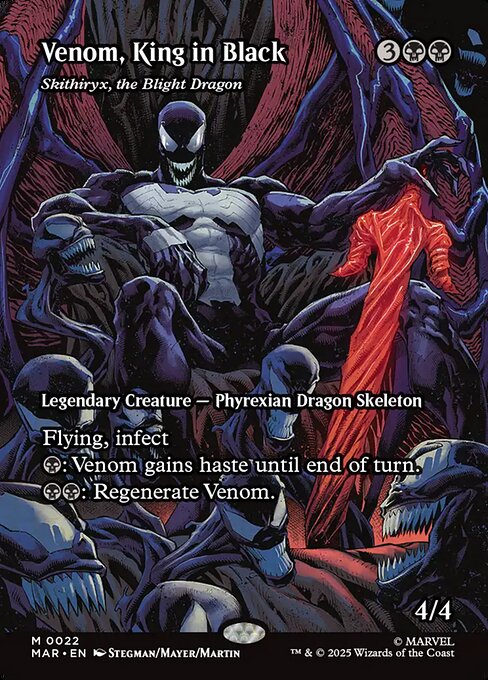 Venom, King in Black 3
Skithiryx, the Blight Dragon
Legendary Creature — Phyrexian Dragon Skeleton
Flying, infect
: Venom gains haste until end of turn.
: Regenerate Venom.
4/4
M 0022
MAR • EN STEGMAN/MAYER/MARTIN
© MARVEL
™ & © 2025 Wizards of the Coast